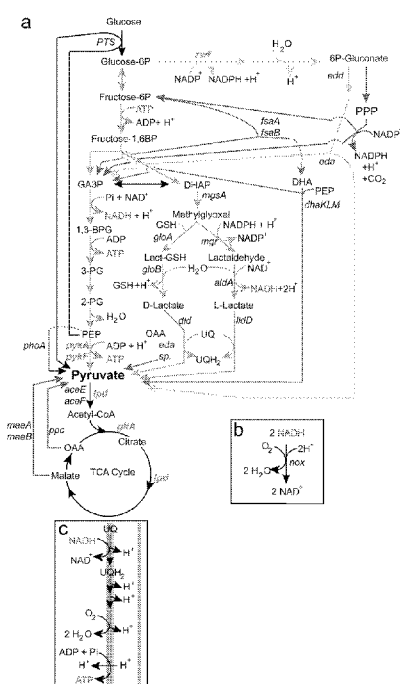 a
Glucose
PTS
zwf
H2O
Glucose-6P
6P-Gluconate
NADP+ NADPH +H+
H+
edd
Fructose-6P
ATP
ADP+ H+
PPP
fsaA
fsaB
NADP+
Fructose-1,6BP
eda
NADPH
+H+
+CO2
GA3P
DHAP
DHA
PEP
mgsA
dhaKLM
Pi + NAD+
NADH + H+
Methylglyoxal
GSH
NADPH + H+
gloA
mgr
NADP+
1,3-BPG
ADP
ATP
Lact-GSH
Lactaldehyde
gloB
H2O
NAD+
3-PG
GSH+H+
aldA
NADH+2H+
2-PG
D-Lactate
L-Lactate
H2O
PEP
OAA
dld
UQ
lldD
phoA
pykA
pykF
ADP + H+
ATP
eda
sp.
UQH2
Pyruvate
aceE
aceF
lpd
Acetyl-CoA
maeA
maeB
ppc
gltA
OAA
Citrate
Malate
TCA Cycle
lpd
b
2 NADH
O2
2H+
2 H2O
nox
2 NAD+
c
UQ
NADH
NAD+
H+
UQH2
H+
H+
O2
2 H2O
H+
ADP + Pi
H+
H+
ATP